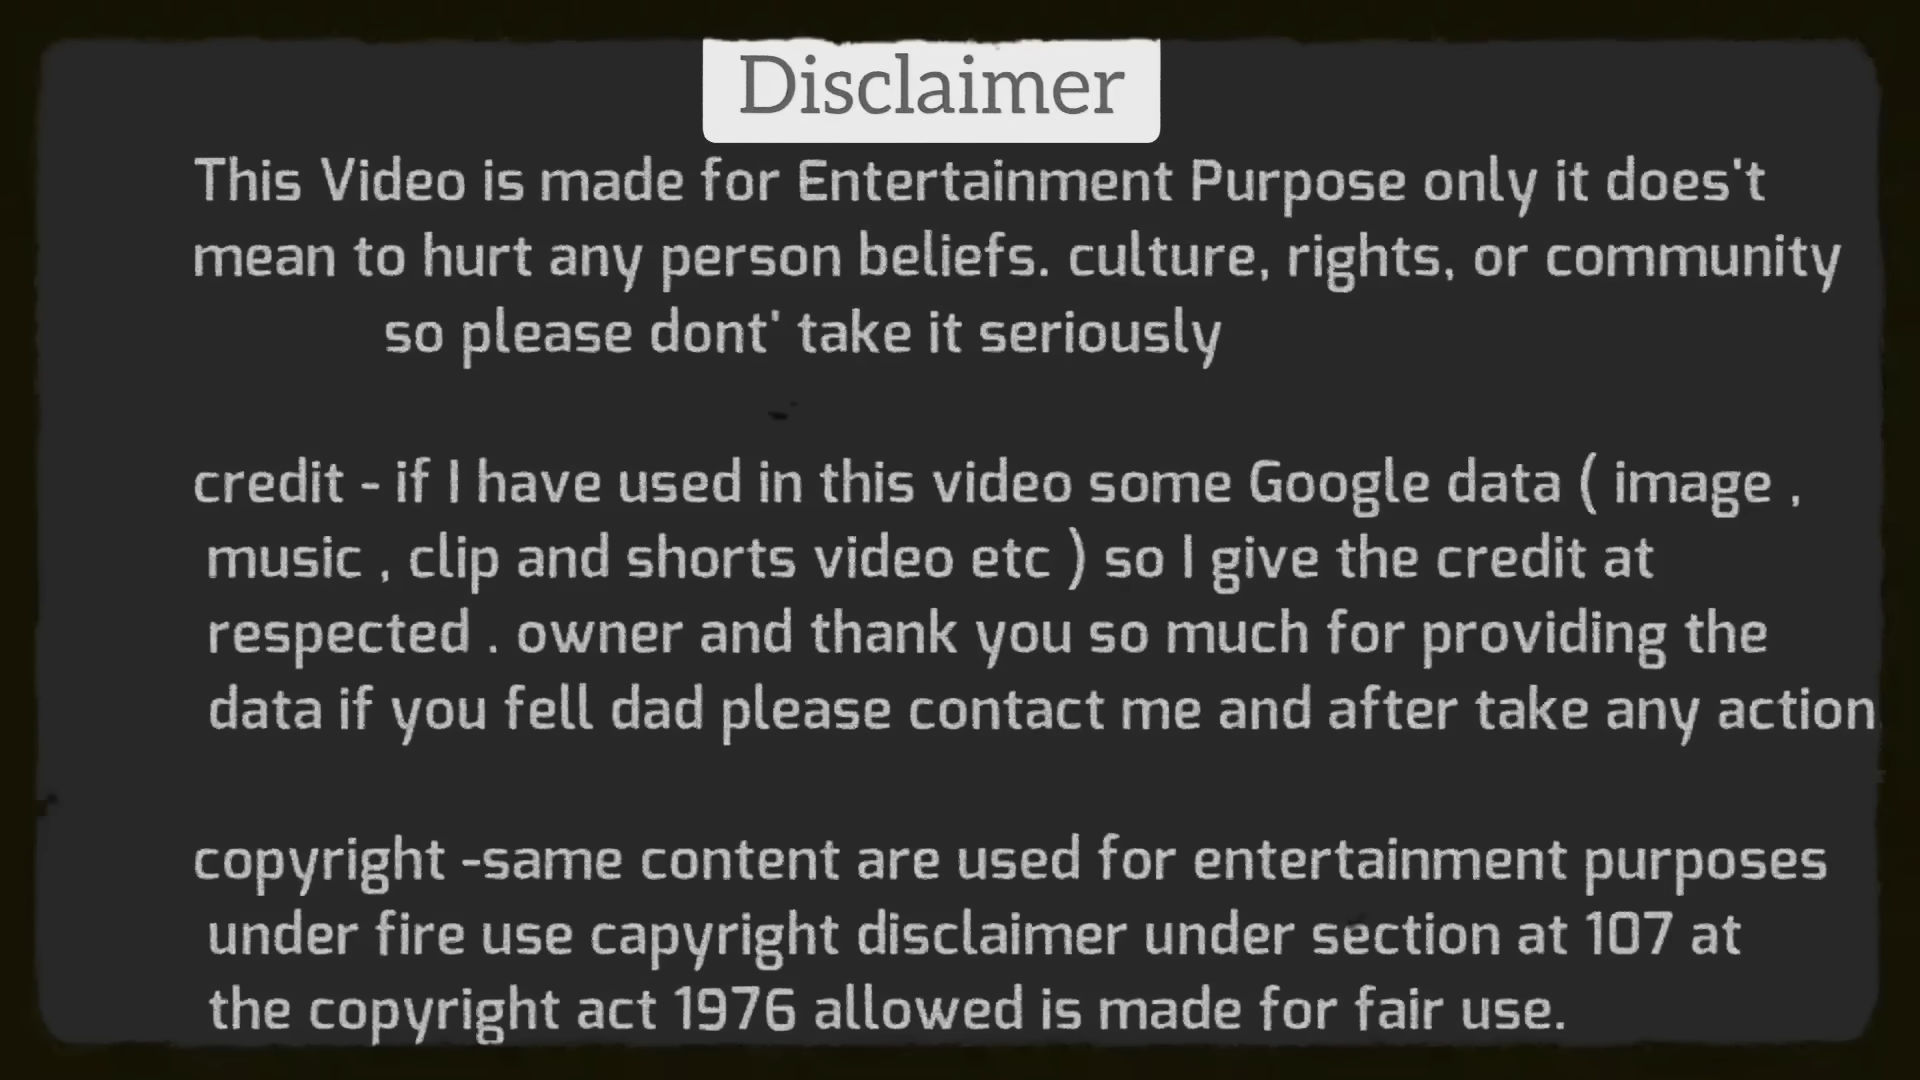 Disclaimer
This Video is made for Entertainment Purpose only it does't
mean to hurt any person beliefs. culture, rights, or community
so please dont' take it seriously
credit - if I have used in this video some Google data ( image ,
music , clip and shorts video etc ) so I give the credit at
respected . owner and thank you so much for providing the
data if you fell dad please contact me and after take any action
copyright -same content are used for entertainment purposes
under fire use capyright disclaimer under section at 107 at
the copyright act 1976 allowed is made for fair use.